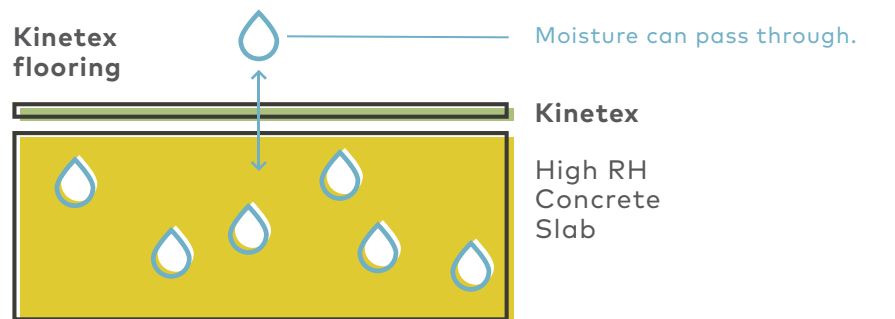 Kinetex
flooring
Moisture can pass through.
Kinetex
High RH
Concrete
Slab